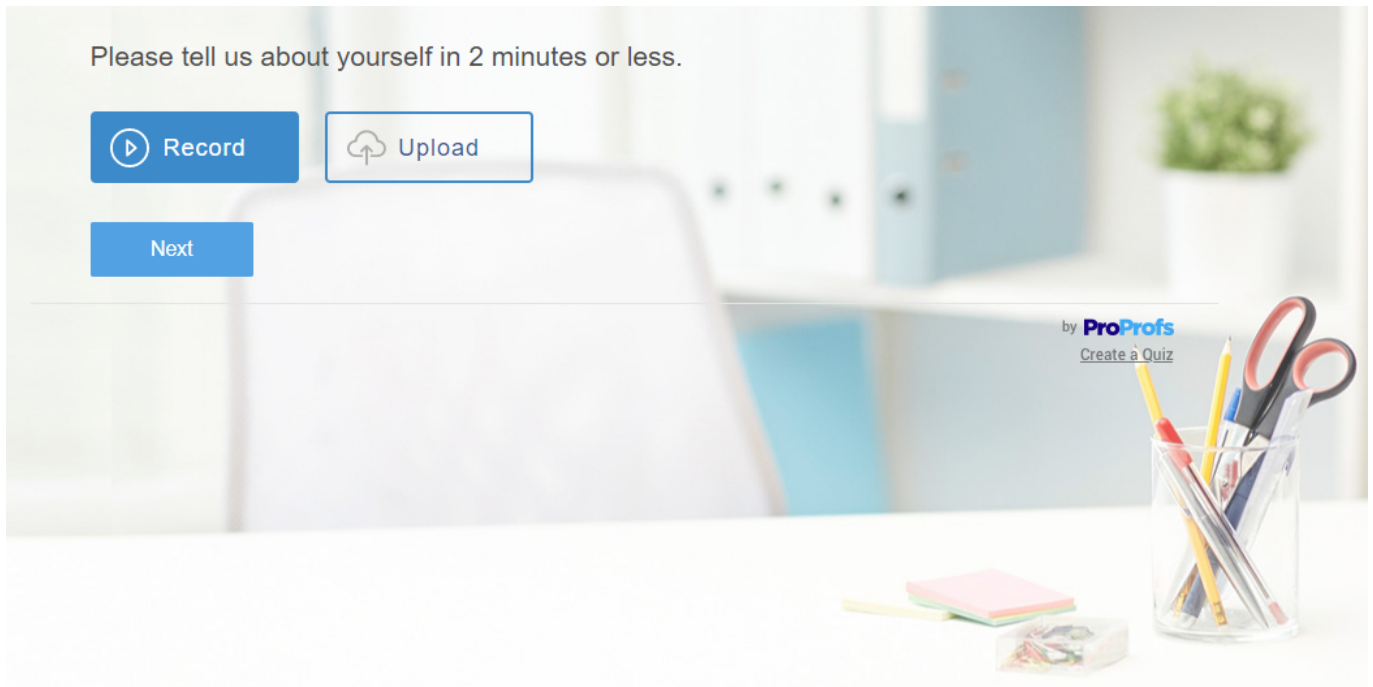 Please tell us about yourself in 2 minutes or less.
Record
Upload
Next
by ProProfs
Create a Quiz